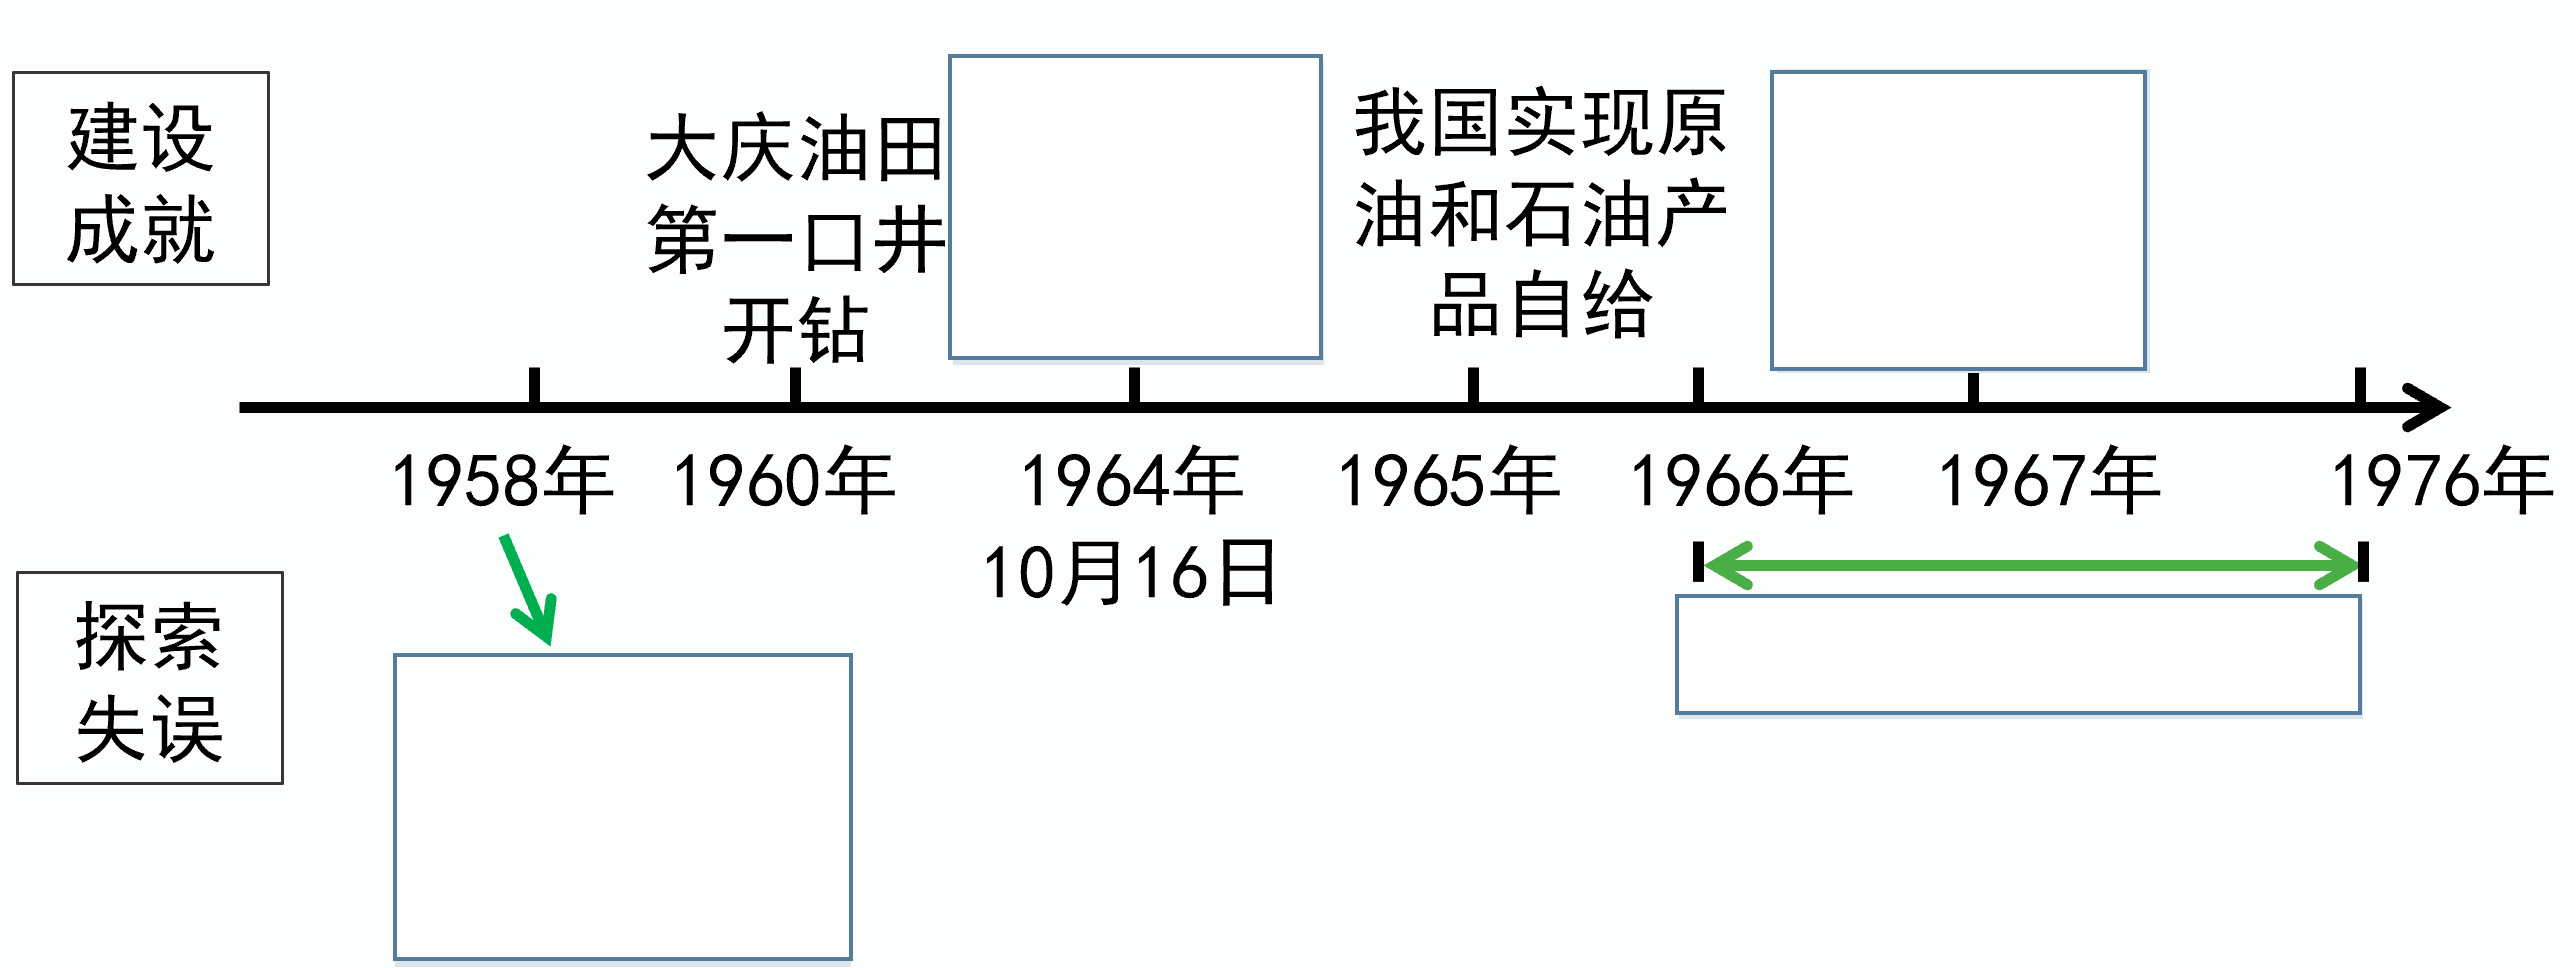 建设
成就
大庆油田
第一口井
开钻
我国实现原
油和石油产
品自给
1958年
1960年
1964年
10月16日
1965年
1966年
1967年
1976年
探索
失误